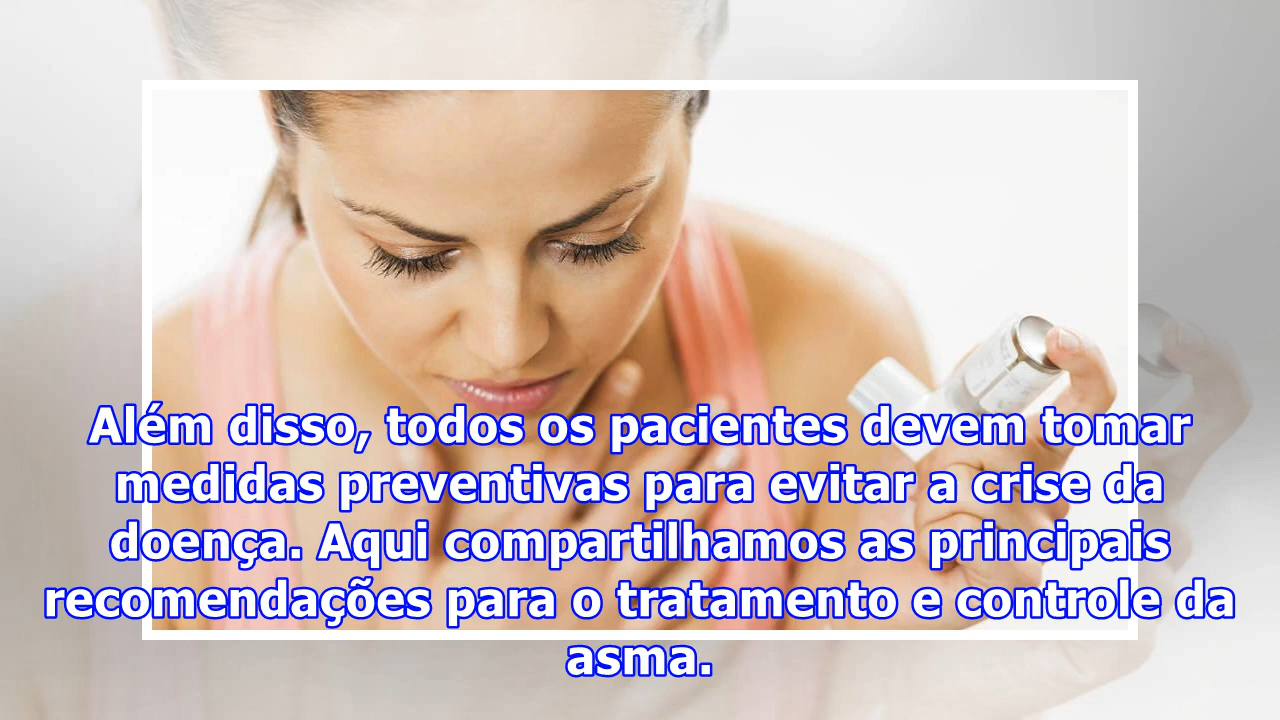 Além disso, todos os pacientes devem tomar
medidas preventivas para evitar a crise da
doença. Aqui compartilhamos as principais
recomendações para o tratamento e controle da
asma.